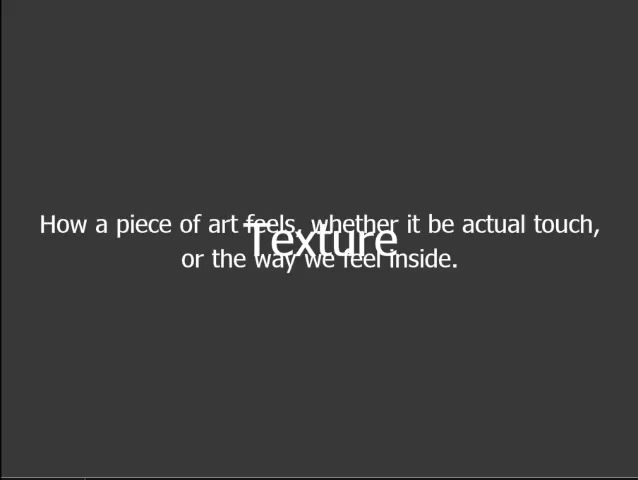 How a piece of art feels, whether it be actual touch,
Texture
or the way we feel inside.